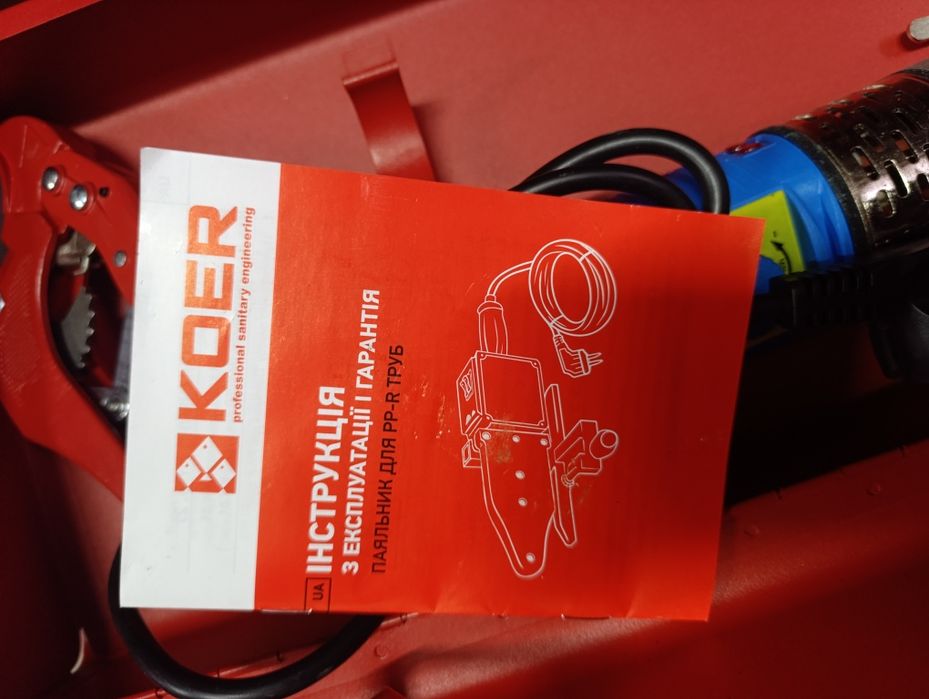 KOER
professional sanitary engineering
UA
ІНСТРУКЦІЯ
З ЕКСПЛУАТАЦІЇ І ГАРАНТІЯ
ПАЯЛЬНИК ДЛЯ PP-R ТРУБ